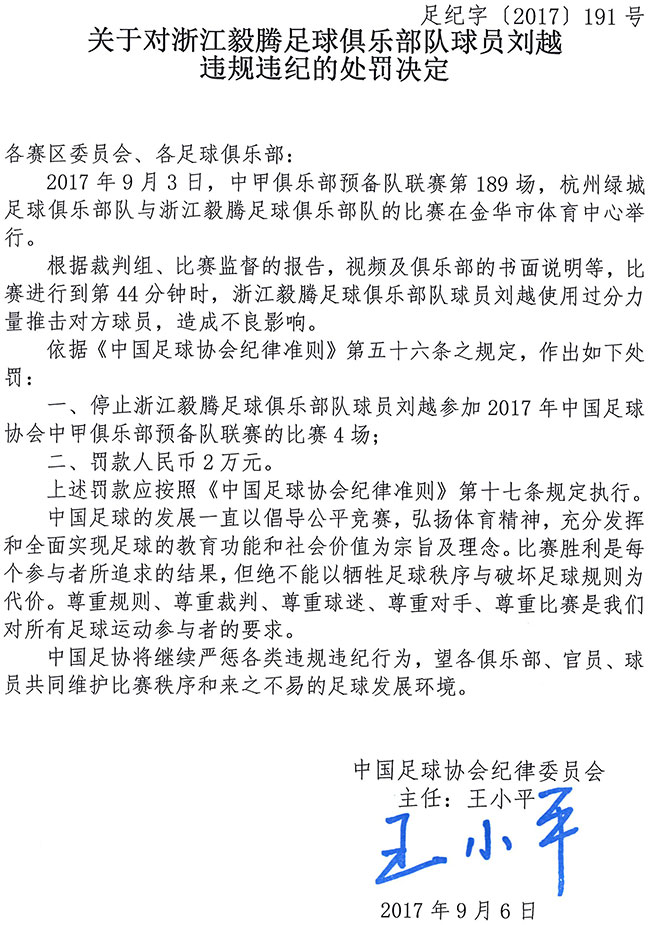 足纪字〔2017〕191号
关于对浙江毅腾足球俱乐部队球员刘越
违规违纪的处罚决定
各赛区委员会、各足球俱乐部：
2017年9月3日，中甲俱乐部预备队联赛第189场，杭州绿城
足球俱乐部队与浙江毅腾足球俱乐部队的比赛在金华市体育中心举
行。
根据裁判组、比赛监督的报告，视频及俱乐部的书面说明等，比
赛进行到第44分钟时，浙江毅腾足球俱乐部队球员刘越使用过分力
量推击对方球员，造成不良影响。
依据《中国足球协会纪律准则》第五十六条之规定，作出如下处
罚：
一、停止浙江毅腾足球俱乐部队球员刘越参加2017年中国足球
协会中甲俱乐部预备队联赛的比赛4场；
二、罚款人民币2万元。
上述罚款应按照《中国足球协会纪律准则》第十七条规定执行。
中国足球的发展一直以倡导公平竞赛，弘扬体育精神，充分发挥
和全面实现足球的教育功能和社会价值为宗旨及理念。比赛胜利是每
个参与者所追求的结果，但绝不能以牺牲足球秩序与破坏足球规则为
代价。尊重规则、尊重裁判、尊重球迷、尊重对手、尊重比赛是我们
对所有足球运动参与者的要求。
中国足协将继续严惩各类违规违纪行为，望各俱乐部、官员、球
员共同维护比赛秩序和来之不易的足球发展环境。
中国足球协会纪律委员会
主任：王小平
王小平
2017年9月6日